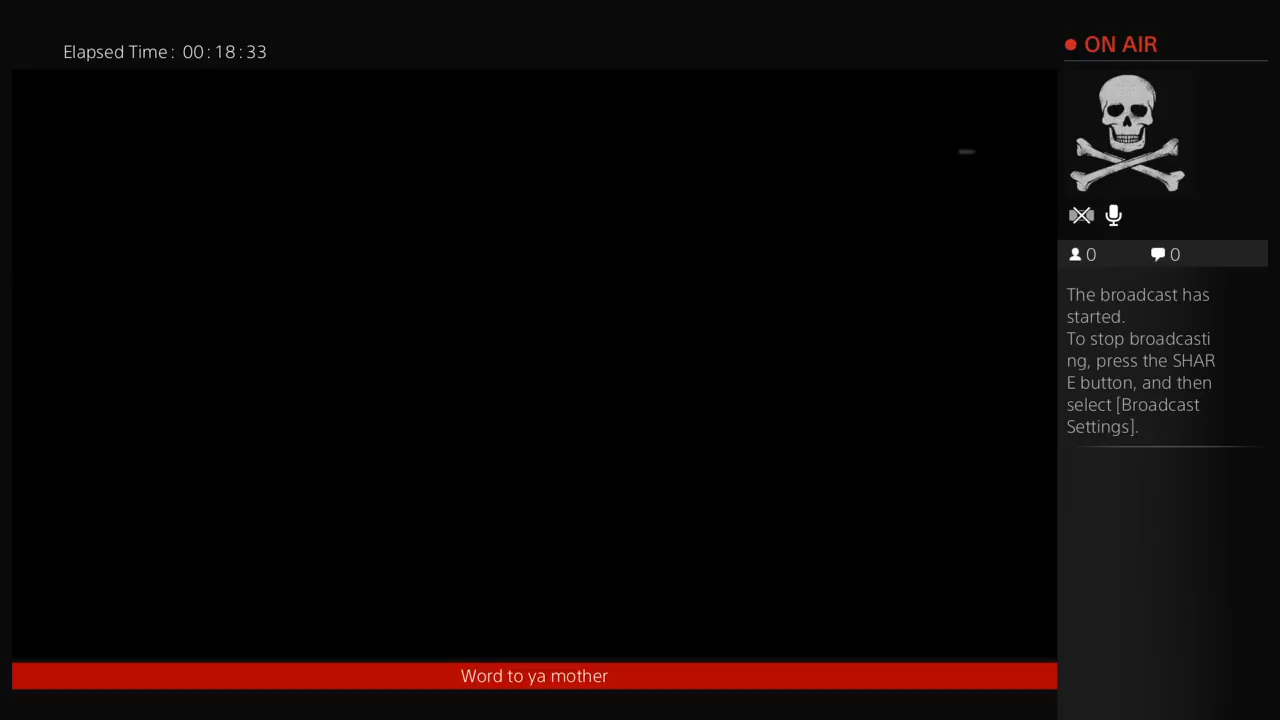 Elapsed Time: 00:18:33
ON AIR
0
0
The broadcast has
started.
To stop broadcasti
ng, press the SHAR
E button, and then
select [Broadcast
Settings].
Word to ya mother